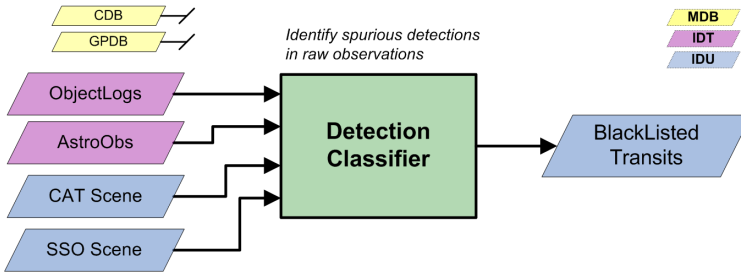 CDB
GPDB
Identify spurious detections
in raw observations
MDB
IDT
IDU
ObjectLogs
AstroObs
CAT Scene
SSO Scene
Detection
Classifier
BlackListed
Transits